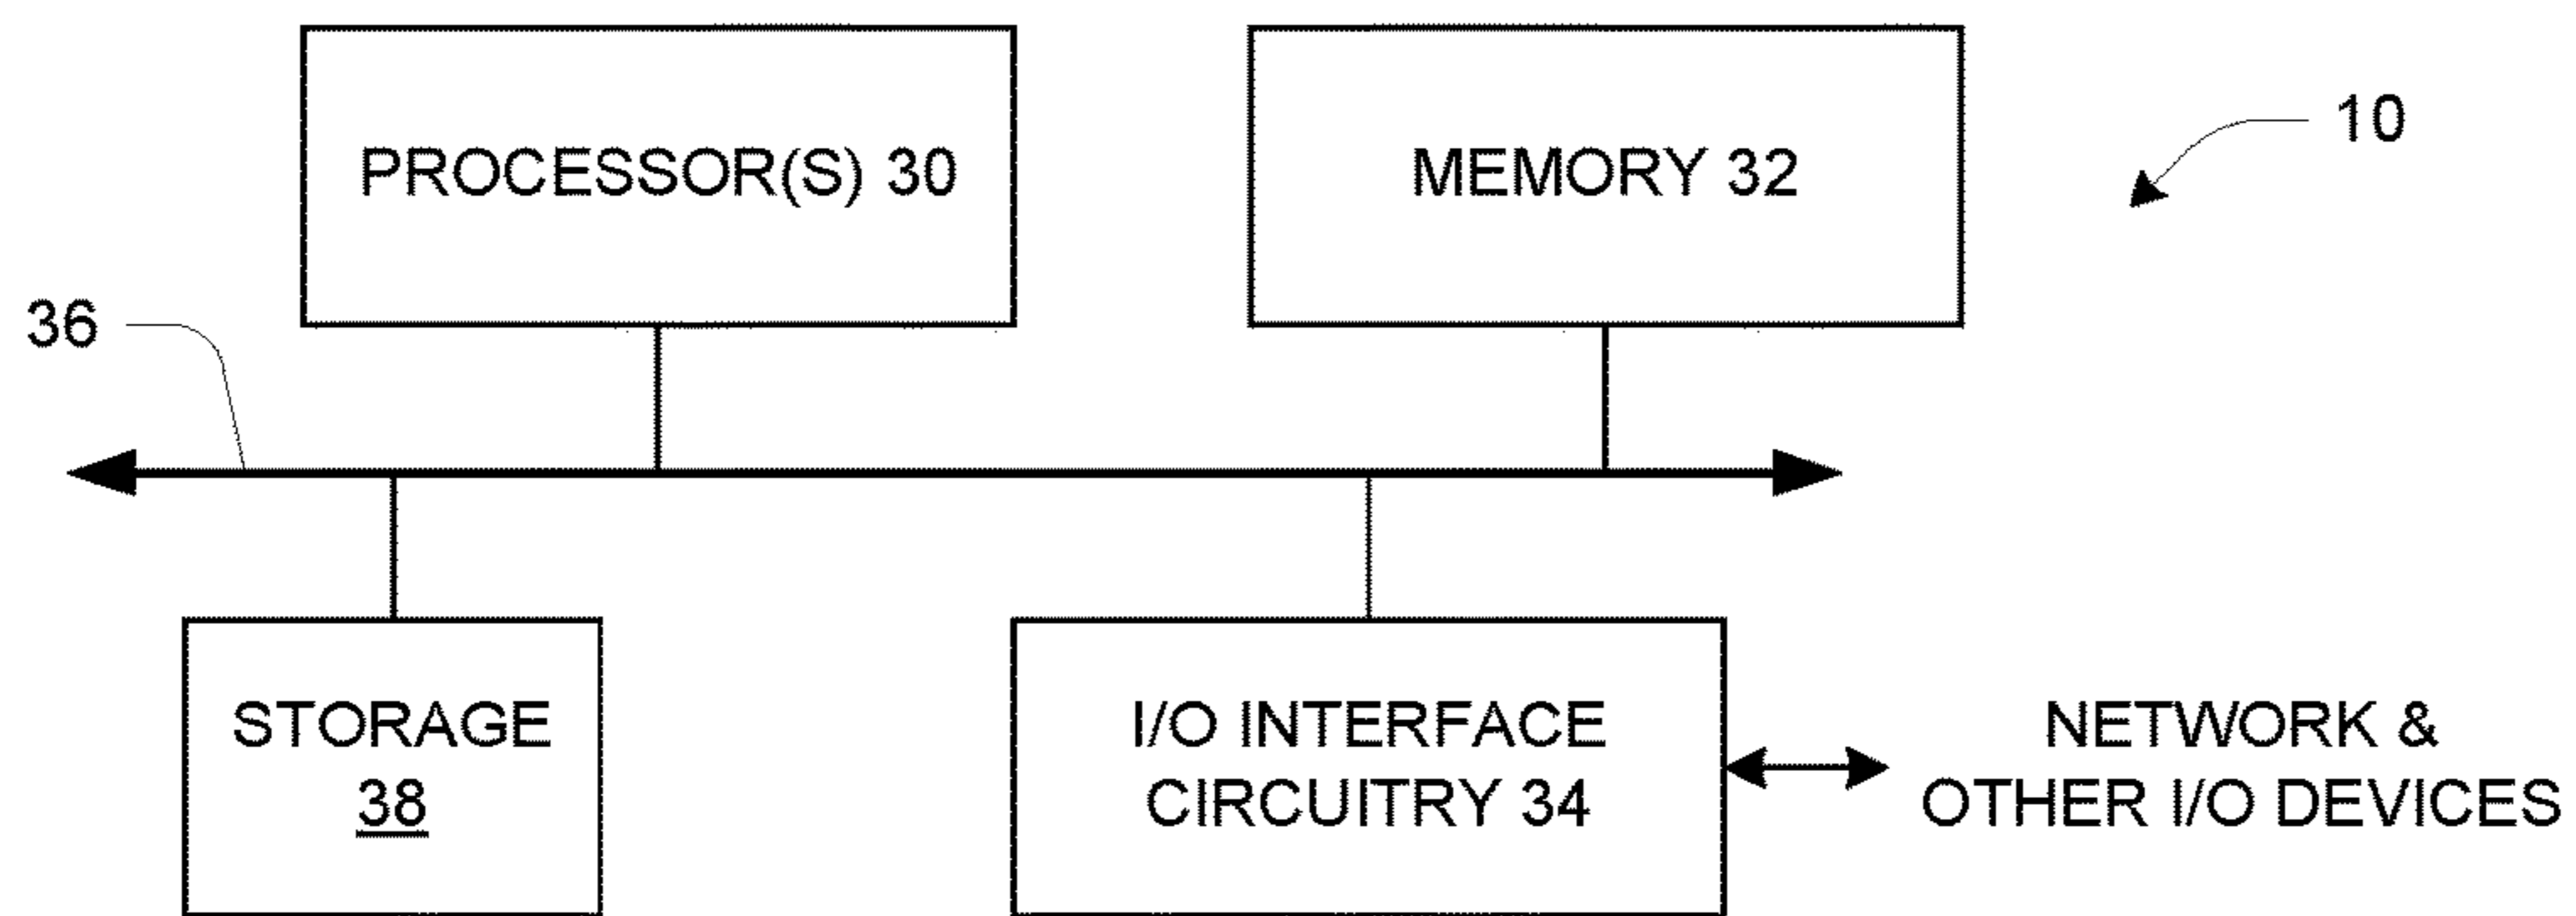 PROCESSOR(S) 30
MEMORY 32
10
36
STORAGE
38
I/O INTERFACE
CIRCUITRY 34
NETWORK &
OTHER I/O DEVICES